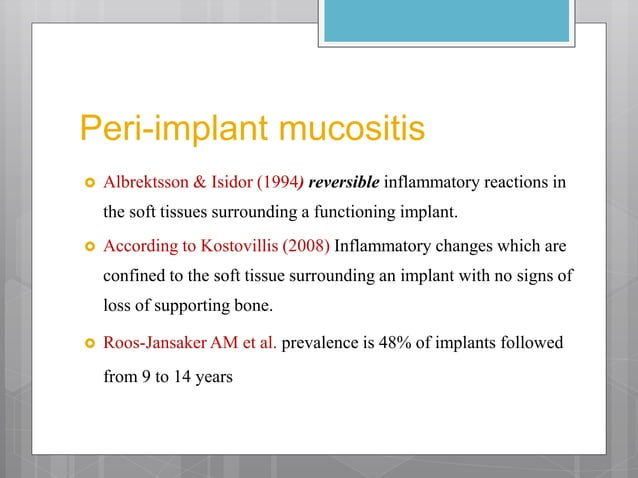 Peri-implant mucositis
Albrektsson & Isidor (1994) reversible inflammatory reactions in
the soft tissues surrounding a functioning implant.
According to Kostovillis (2008) Inflammatory changes which are
confined to the soft tissue surrounding an implant with no signs of
loss of supporting bone.
Roos-Jansaker AM et al. prevalence is 48% of implants followed
from 9 to 14 years